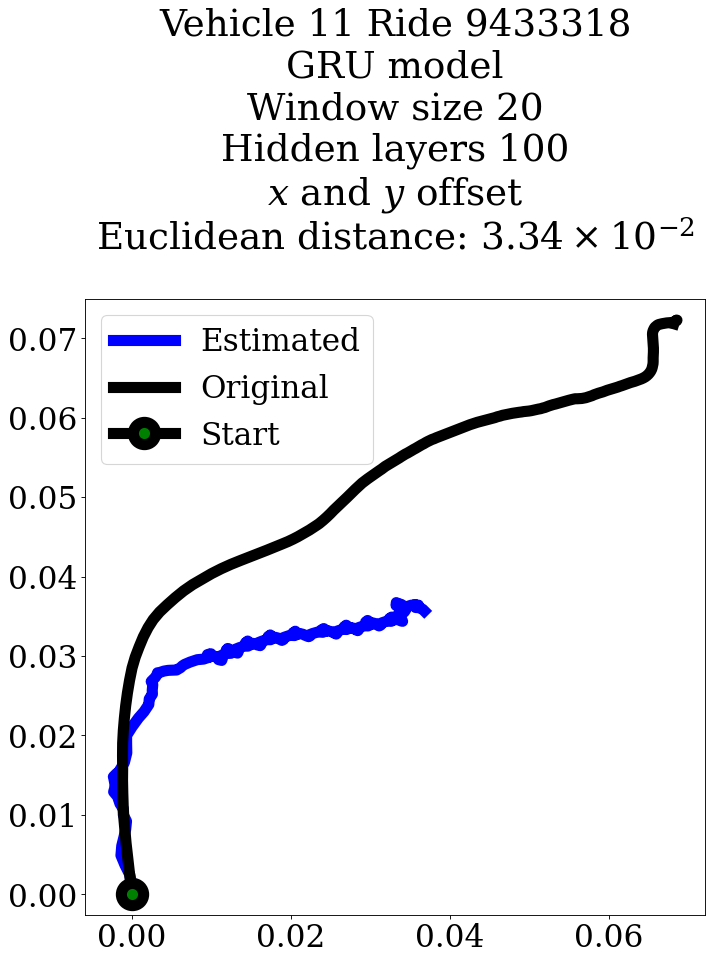 Vehicle 11 Ride 9433318
GRU model
Window size 20
Hidden layers 100
x and y offset
Euclidean distance: 3.34 × 10⁻²
Estimated
Original
Start
0.07
0.06
0.05
0.04
0.03
0.02
0.01
0.00
0.00 0.02 0.04 0.06